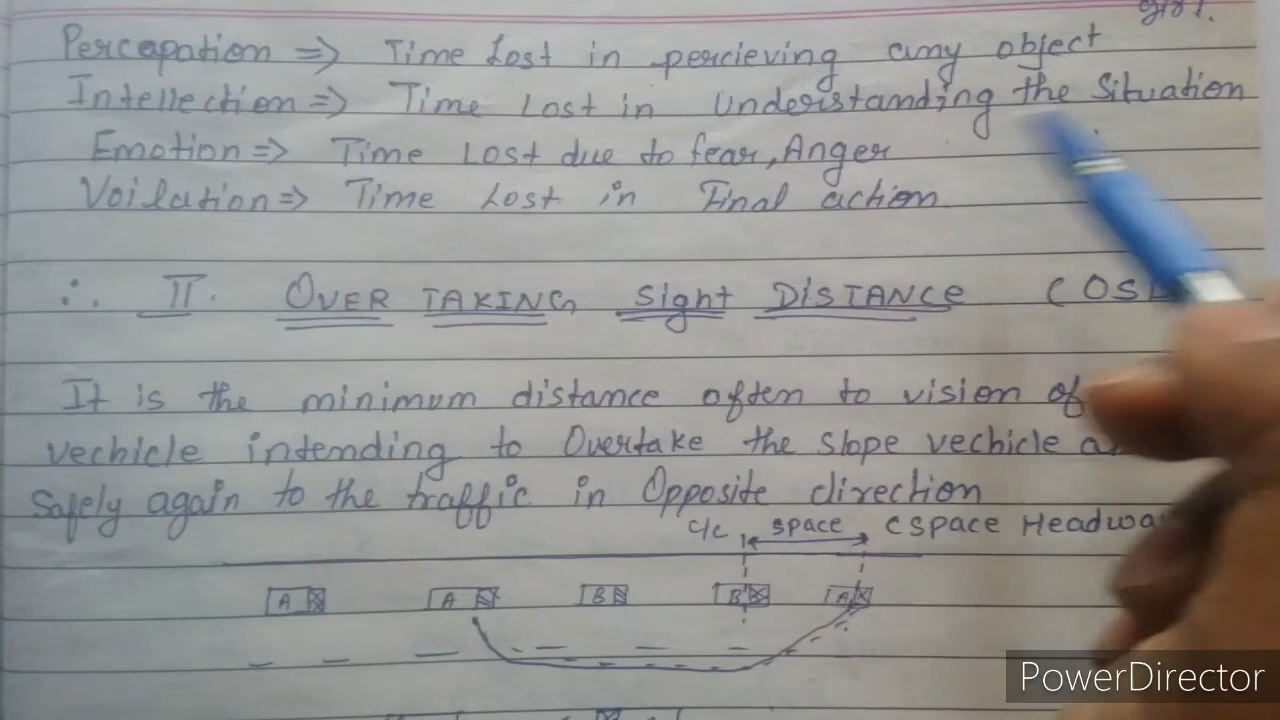 Percepation => Time Lost in percieving any object
Intellection => Time Lost in Understanding the Situation
Emotion => Time Lost due to fear, Anger
Voilation => Time Lost in Final action
∴ II. OVER TAKING Sight DISTANCE
It is the minimum distance often to vision of
vechicle intending to Overtake the slope vechicle
Safely again to the traffic in Opposite direction
c/c space CSPACE
A A B B A
PowerDirector